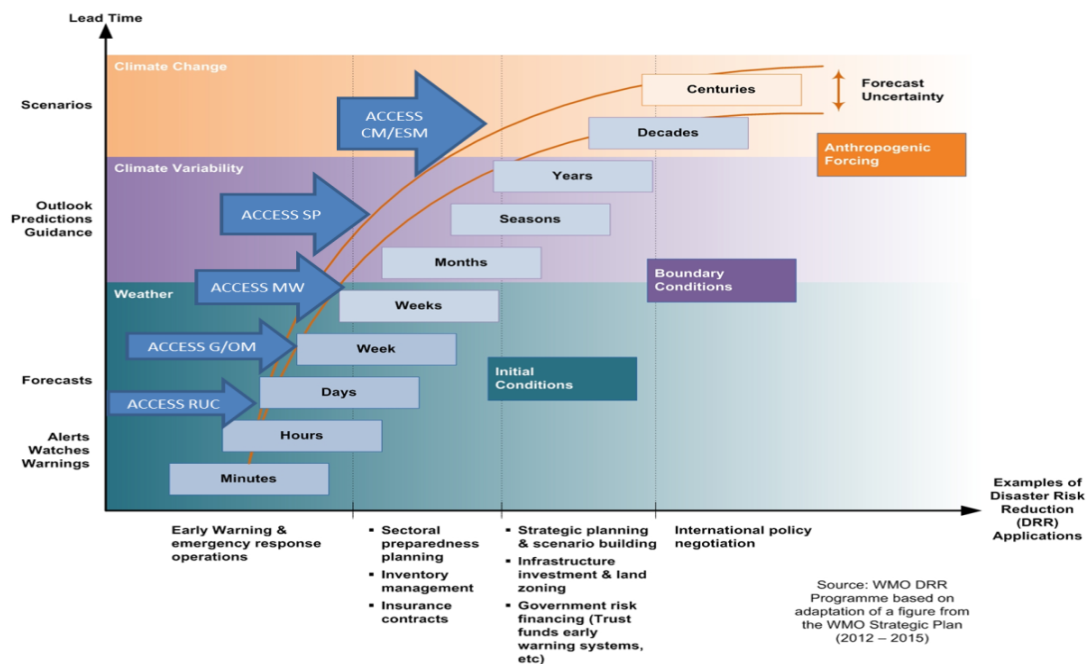 Lead Time
Climate Change
Scenarios
ACCESS
CM/ESM
Centuries
Forecast
Uncertainty
Decades
Anthropogenic
Forcing
Climate Variability
Years
Outlook
Predictions
Guidance
ACCESS SP
Seasons
Months
Boundary
Conditions
Weather
ACCESS MW
Weeks
ACCESS G/OM
Week
Initial
Conditions
Forecasts
Days
ACCESS RUC
Hours
Alerts
Watches
Warnings
Minutes
Examples of
Disaster Risk
Reduction
(DRR)
Applications
Early Warning &
emergency response
operations
▪ Sectoral
preparedness
planning
▪ Inventory
management
▪ Insurance
contracts
▪ Strategic planning
& scenario building
▪ Infrastructure
investment & land
zoning
▪ Government risk
financing (Trust
funds early
warning systems,
etc)
International policy
negotiation
Source: WMO DRR
Programme based on
adaptation of a figure from
the WMO Strategic Plan
(2012 – 2015)